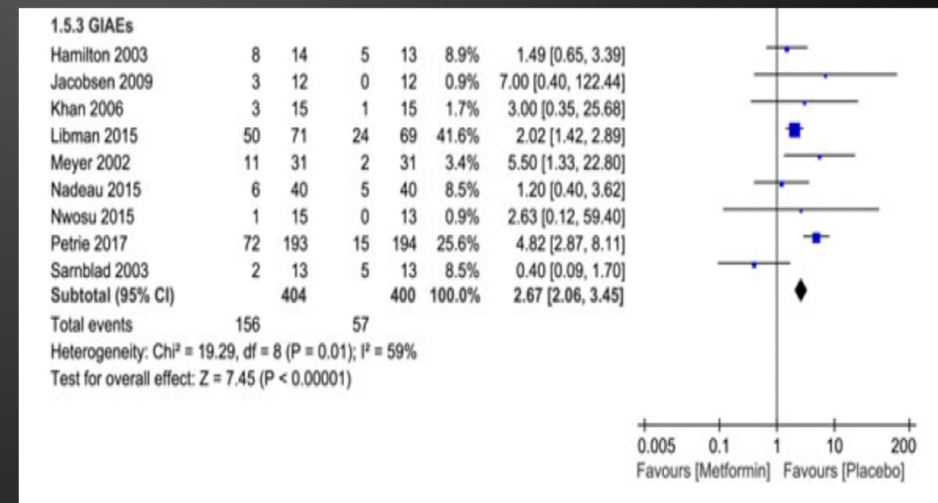 1.5.3 GIAEs
Hamilton 2003 8 14 5 13 8.9% 1.49 [0.65, 3.39]
Jacobsen 2009 3 12 0 12 0.9% 7.00 [0.40, 122.44]
Khan 2006 3 15 1 15 1.7% 3.00 [0.35, 25.68]
Libman 2015 50 71 24 69 41.6% 2.02 [1.42, 2.89]
Meyer 2002 11 31 2 31 3.4% 5.50 [1.33, 22.80]
Nadeau 2015 6 40 5 40 8.5% 1.20 [0.40, 3.62]
Nwosu 2015 1 15 0 13 0.9% 2.63 [0.12, 59.40]
Petrie 2017 72 193 15 194 25.6% 4.82 [2.87, 8.11]
Sarnblad 2003 2 13 5 13 8.5% 0.40 [0.09, 1.70]
Subtotal (95% CI) 404 400 100.0% 2.67 [2.06, 3.45]
Total events 156 57
Heterogeneity: Chi² = 19.29, df = 8 (P = 0.01); I² = 59%
Test for overall effect: Z = 7.45 (P < 0.00001)
0.005 0.1 1 10 200
Favours [Metformin] Favours [Placebo]